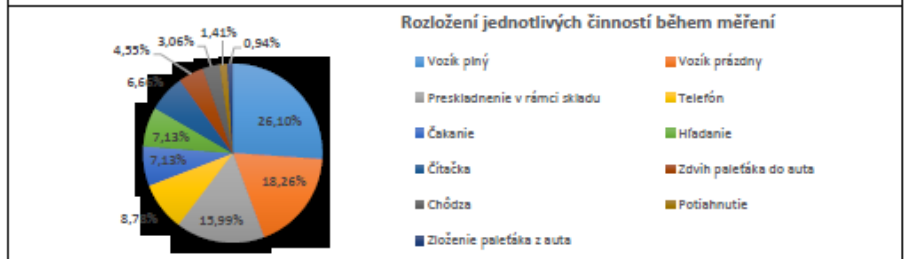 Rozložení jednotlivých činností během měření
1,41%
3,06%
0,94%
4,55%
Vozík plný
Vozík prázdny
6,66%
Preskladnenie v rámci skladu
Telefón
26,10%
7,13%
Čakanie
Hľadanie
7,13%
Čítačka
Zdvih paleťáka do auta
18,26%
Chôdza
Potiahnutie
8,78%
15,99%
Zloženie paleťáka z auta